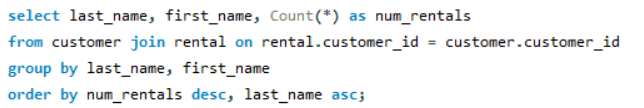 select last_name, first_name, Count(*) as num_rentals
from customer join rental on rental.customer_id = customer.customer_id
group by last_name, first_name
order by num_rentals desc, last_name asc;